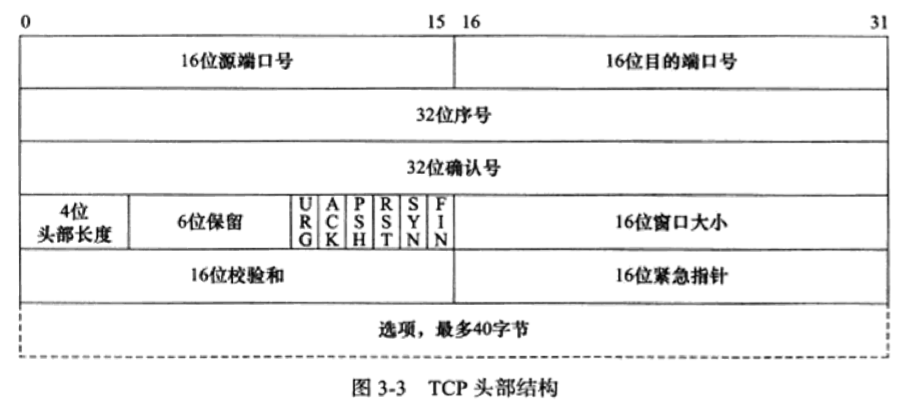 0 15 16 31
16位源端口号 16位目的端口号
32位序号
32位确认号
4位
头部长度
6位保留
URG
ACK
PSH
RST
SYN
FIN
16位窗口大小
16位校验和 16位紧急指针
选项，最多40字节
图 3-3 TCP 头部结构